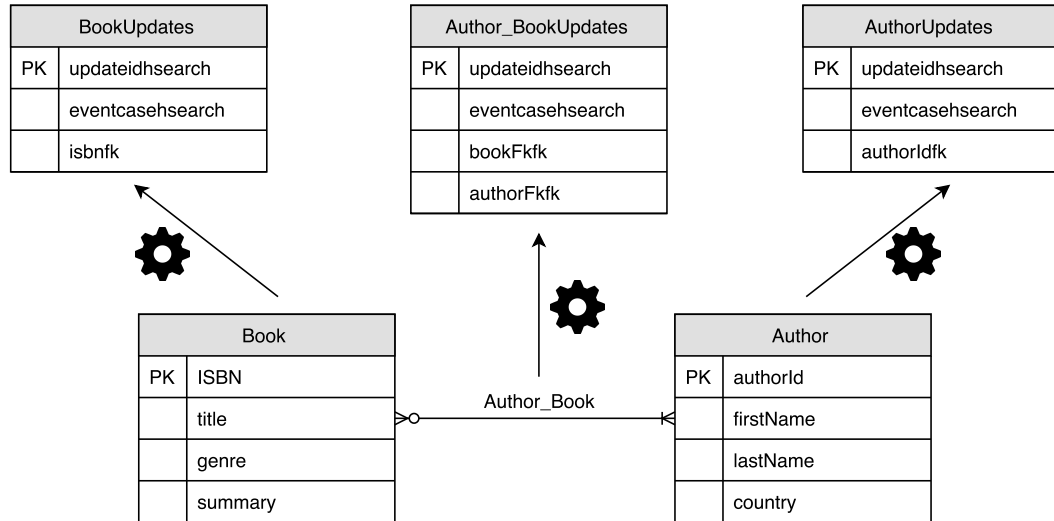 BookUpdates
PK updateidhsearch
eventcasehsearch
isbnfk
Author_BookUpdates
PK updateidhsearch
eventcasehsearch
bookFkfk
authorFkfk
AuthorUpdates
PK updateidhsearch
eventcasehsearch
authorIdfk
Book
PK ISBN
title
genre
summary
Author_Book
Author
PK authorId
firstName
lastName
country